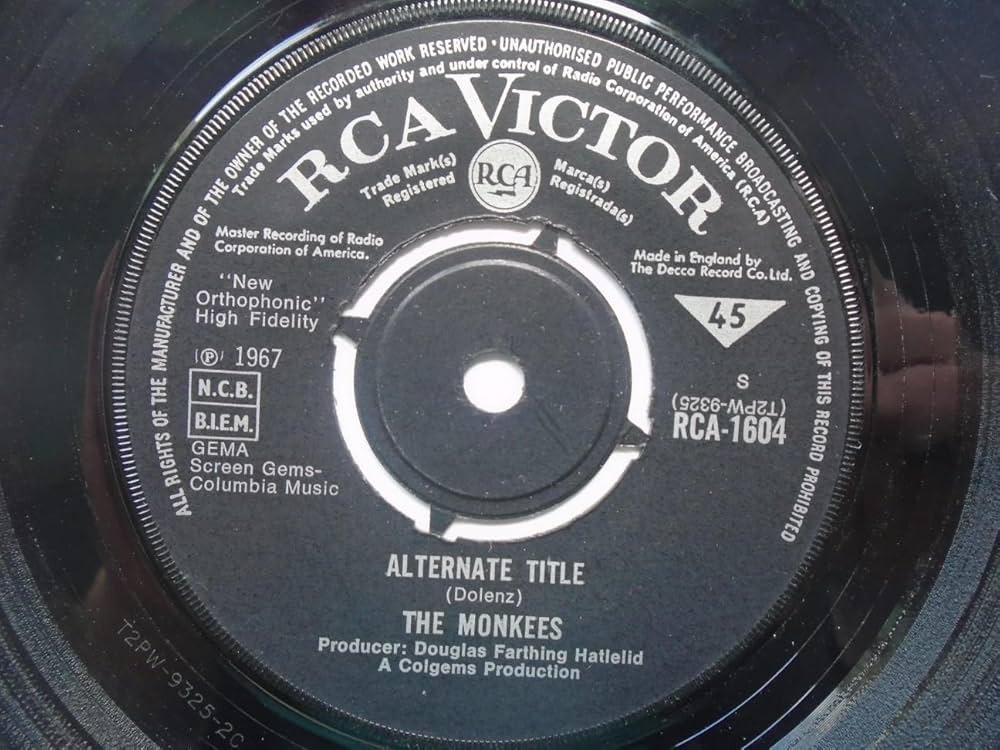 ALL RIGHTS OF THE MANUFACTURER AND OF THE OWNER OF THE RECORDED WORK RESERVED · UNAUTHORISED PUBLIC PERFORMANCE BROADCASTING AND COPYING OF THIS RECORD PROHIBITED
Trade Marks used by authority and under control of Radio Corporation of America (R.C.A)
RCA VICTOR
Trade Mark(s)
Registered
RCA
Marca(s)
Registrada(s)
Master Recording of Radio
Corporation of America.
Made in England by
The Decca Record Co. Ltd.
"New
Orthophonic"
High Fidelity
45
(P) 1967
N.C.B.
B.I.E.M.
S
(T2PW-9325)
RCA-1604
GEMA
Screen Gems-
Columbia Music
ALTERNATE TITLE
(Dolenz)
THE MONKEES
Producer: Douglas Farthing Hatlelid
A Colgems Production
T2PW-9325-2C